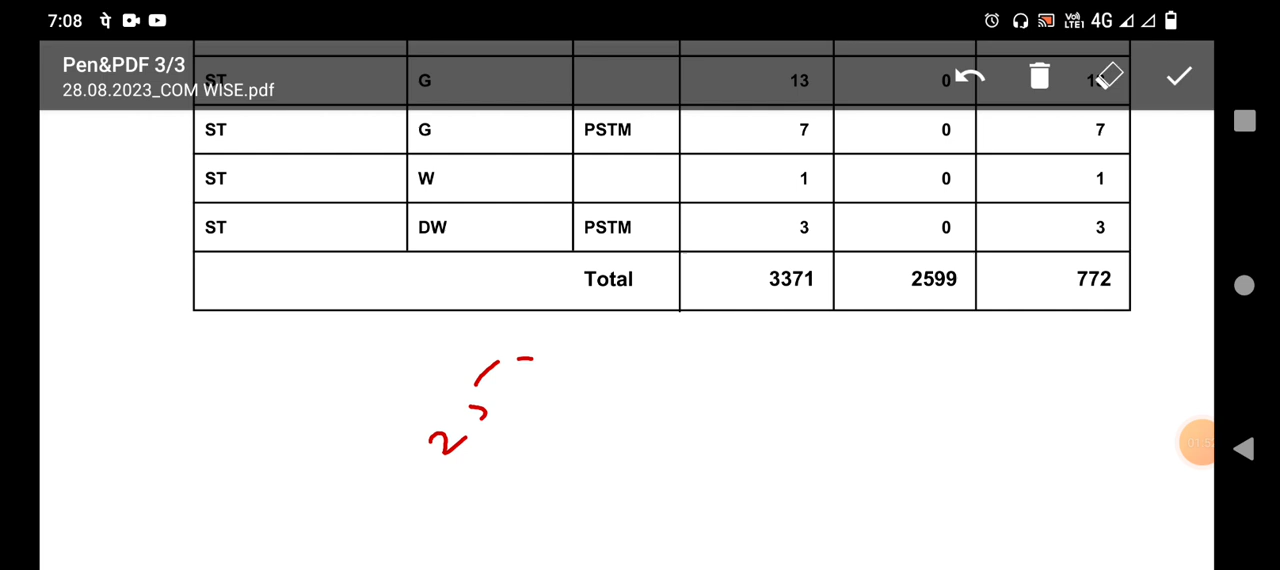 7:08 4G
Pen&PDF 3/3
28.08.2023_COM WISE.pdf
ST G 13 0
ST G PSTM 7 0 7
ST W 1 0 1
ST DW PSTM 3 0 3
Total 3371 2599 772
2